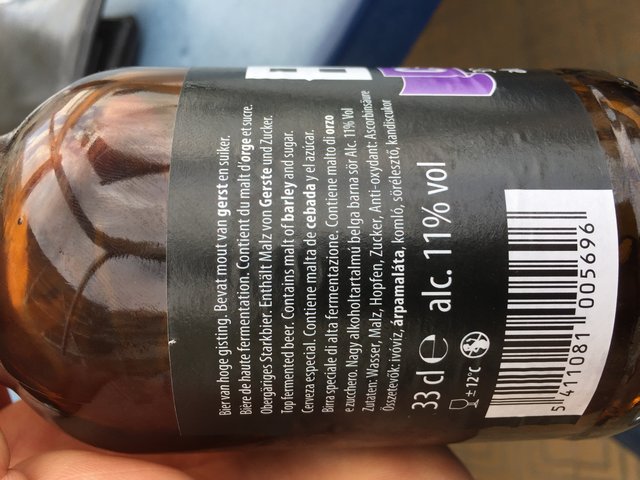 Bier van hoge gisting. Bevat mout van gerst en suiker.
Bière de haute fermentation. Contient du malt d'orge et sucre.
Obergäriges Starkbier. Enthält Malz von Gerste und Zucker.
Top fermented beer. Contains malt of barley and sugar.
Cerveza especial. Contiene malta de cebada y el azúcar.
Birra speciale di alta fermentazione. Contiene malto di orzo
e zucchero. Nagy alkoholtartalmú belga barna sör Alc. 11% Vol
Zutaten: Wasser, Malz, Hopfen, Zucker, Anti-oxydant: Ascorbinsäure
Összetevők: ivóvíz, árpamaláta, komló, sörélesztő, kandiscukor
33 cl e alc. 11% vol
± 12°C
5 411081 005696